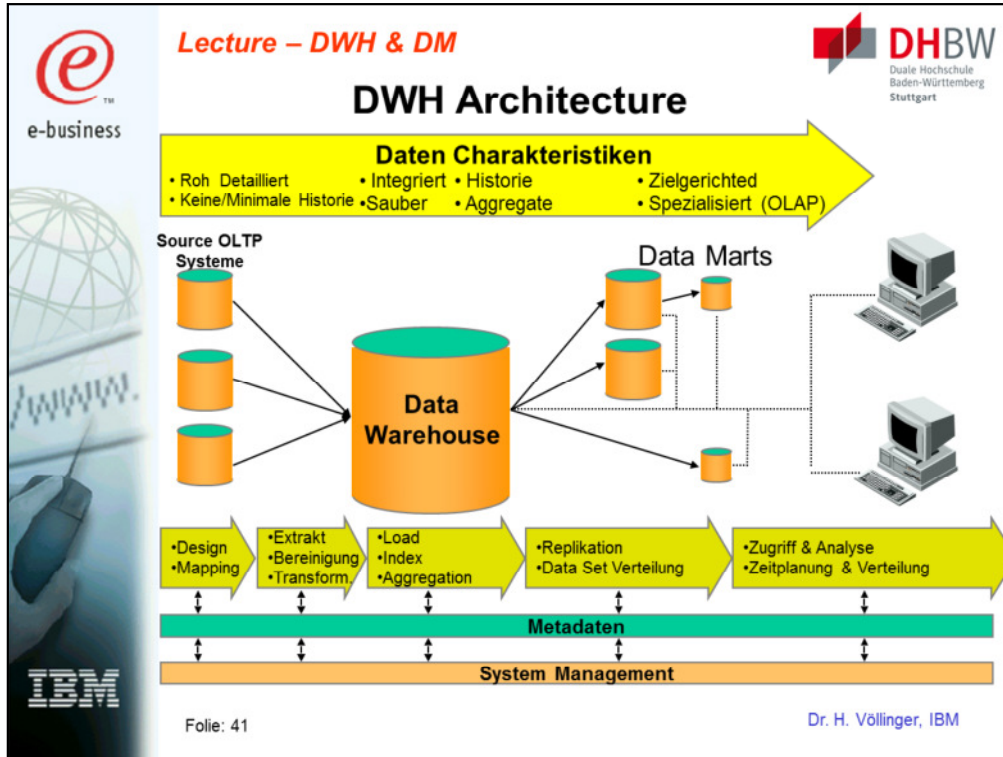 Lecture – DWH & DM
DHBW
Duale Hochschule
Baden-Württemberg
Stuttgart
e
TM
e-business
DWH Architecture
Daten Charakteristiken
• Roh Detailliert
• Keine/Minimale Historie
• Integriert
•Sauber
• Historie
• Aggregate
• Zielgerichted
• Spezialisiert (OLAP)
Source OLTP
Systeme
Data Marts
Data
Warehouse
•Design
•Mapping
•Extrakt
•Bereinigung
•Transform.
•Load
•Index
•Aggregation
•Replikation
•Data Set Verteilung
•Zugriff & Analyse
•Zeitplanung & Verteilung
Metadaten
System Management
IBM
Folie: 41
Dr. H. Völlinger, IBM